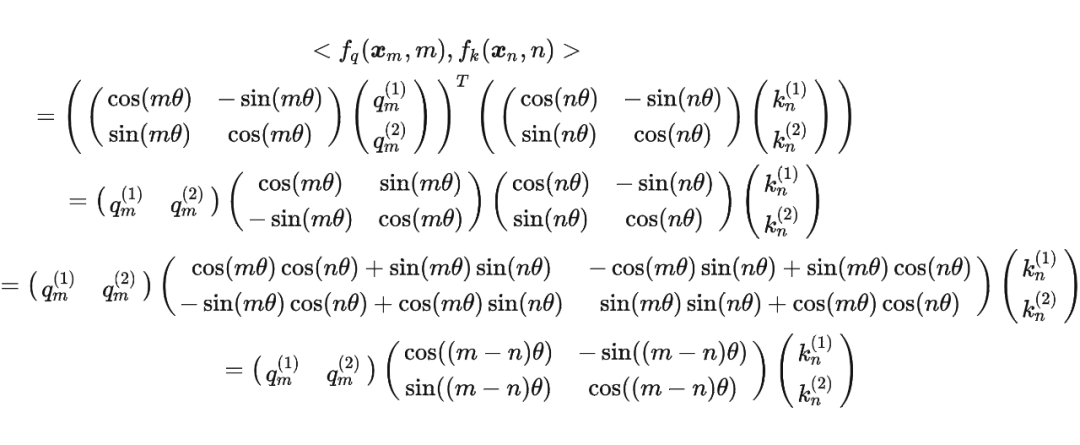 < f_q(x_m, m), f_k(x_n, n) >
= ( ( cos(mθ) −sin(mθ) ; sin(mθ) cos(mθ) ) ( q_m^(1) ; q_m^(2) ) )^T ( ( cos(nθ) −sin(nθ) ; sin(nθ) cos(nθ) ) ( k_n^(1) ; k_n^(2) ) )
= ( q_m^(1) q_m^(2) ) ( cos(mθ) sin(mθ) ; −sin(mθ) cos(mθ) ) ( cos(nθ) −sin(nθ) ; sin(nθ) cos(nθ) ) ( k_n^(1) ; k_n^(2) )
= ( q_m^(1) q_m^(2) ) ( cos(mθ)cos(nθ) + sin(mθ)sin(nθ) −cos(mθ)sin(nθ) + sin(mθ)cos(nθ) ; −sin(mθ)cos(nθ) + cos(mθ)sin(nθ) sin(mθ)sin(nθ) + cos(mθ)cos(nθ) ) ( k_n^(1) ; k_n^(2) )
= ( q_m^(1) q_m^(2) ) ( cos((m − n)θ) −sin((m − n)θ) ; sin((m − n)θ) cos((m − n)θ) ) ( k_n^(1) ; k_n^(2) )